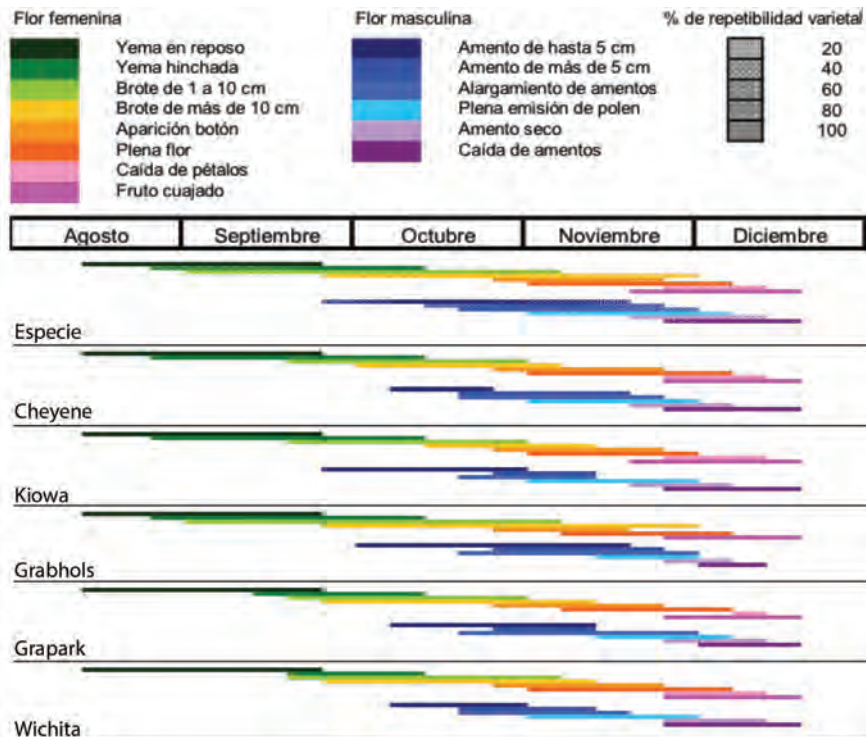 Flor femenina
Yema en reposo
Yema hinchada
Brote de 1 a 10 cm
Brote de más de 10 cm
Aparición botón
Plena flor
Caída de pétalos
Fruto cuajado
Flor masculina
Amento de hasta 5 cm
Amento de más de 5 cm
Alargamiento de amentos
Plena emisión de polen
Amento seco
Caída de amentos
% de repetibilidad varietal
20
40
60
80
100
Agosto Septiembre Octubre Noviembre Diciembre
Especie
Cheyene
Kiowa
Grabhols
Grapark
Wichita